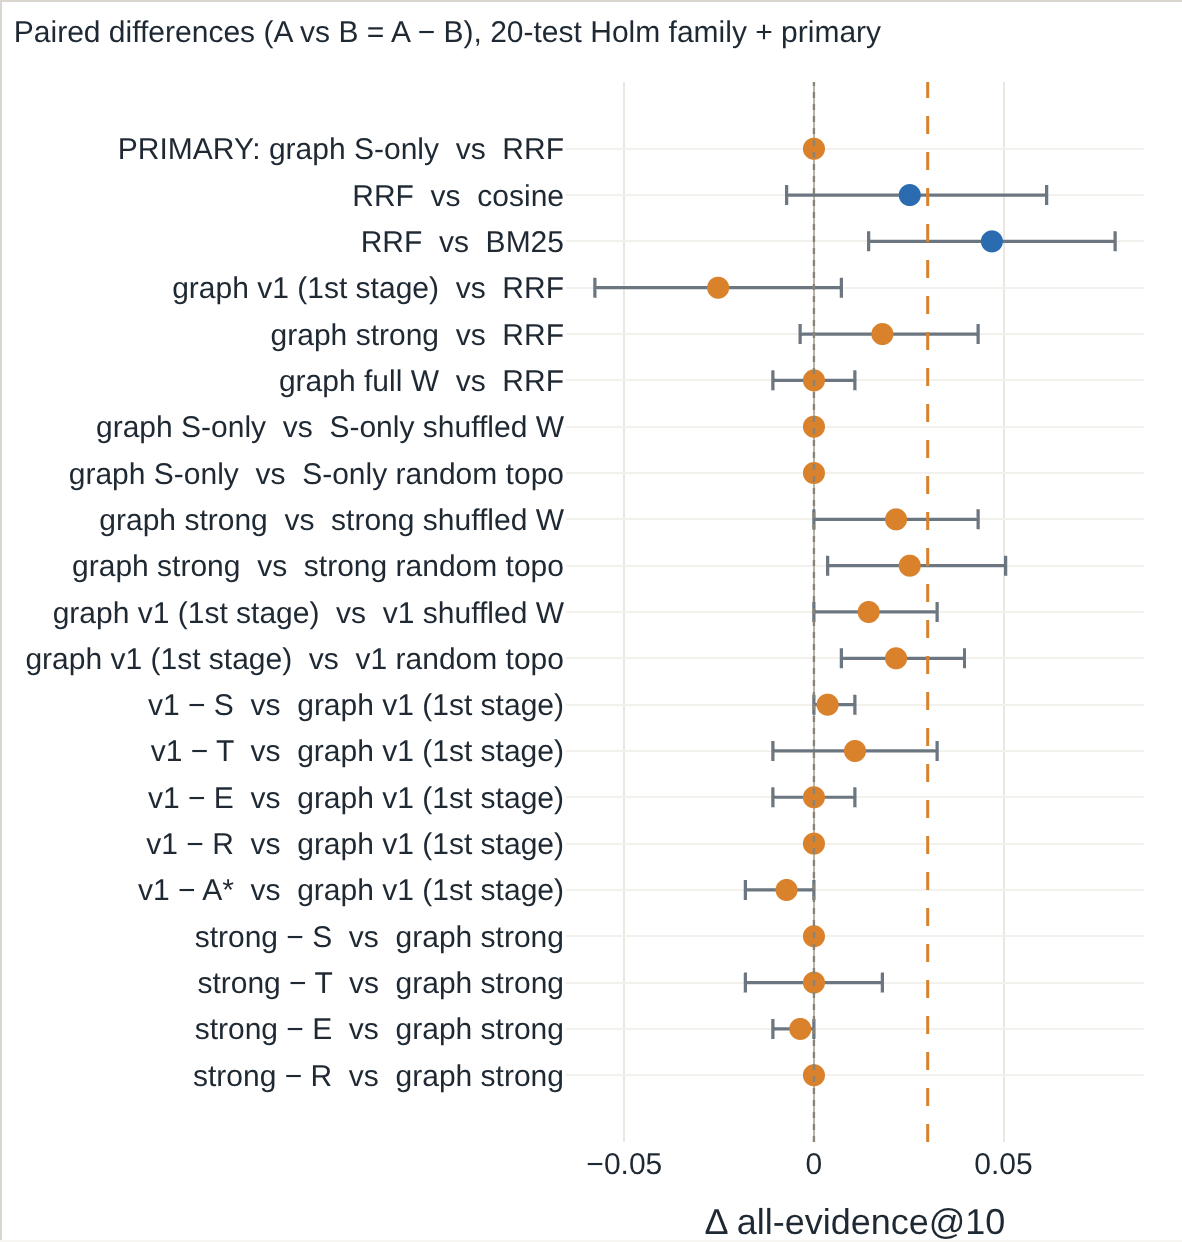 Paired differences (A vs B = A − B), 20-test Holm family + primary
PRIMARY: graph S-only vs RRF
RRF vs cosine
RRF vs BM25
graph v1 (1st stage) vs RRF
graph strong vs RRF
graph full W vs RRF
graph S-only vs S-only shuffled W
graph S-only vs S-only random topo
graph strong vs strong shuffled W
graph strong vs strong random topo
graph v1 (1st stage) vs v1 shuffled W
graph v1 (1st stage) vs v1 random topo
v1 − S vs graph v1 (1st stage)
v1 − T vs graph v1 (1st stage)
v1 − E vs graph v1 (1st stage)
v1 − R vs graph v1 (1st stage)
v1 − A* vs graph v1 (1st stage)
strong − S vs graph strong
strong − T vs graph strong
strong − E vs graph strong
strong − R vs graph strong
−0.05 0 0.05
Δ all-evidence@10